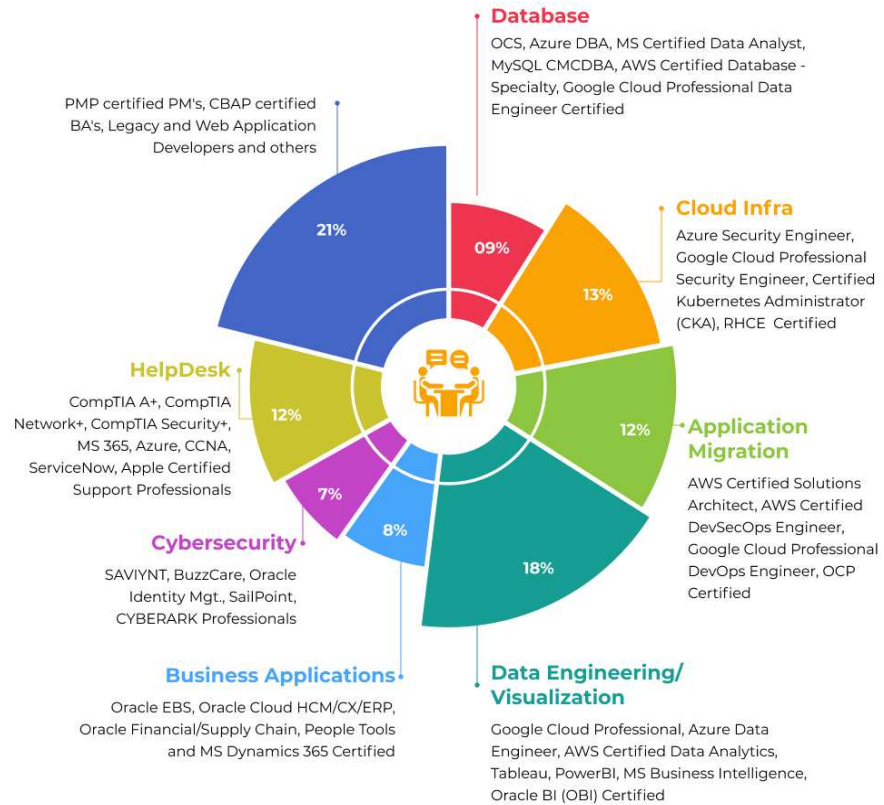 Database
OCS, Azure DBA, MS Certified Data Analyst,
MySQL CMCDBA, AWS Certified Database -
Specialty, Google Cloud Professional Data
Engineer Certified
PMP certified PM's, CBAP certified
BA's, Legacy and Web Application
Developers and others
21%
09%
Cloud Infra
Azure Security Engineer,
Google Cloud Professional
Security Engineer, Certified
Kubernetes Administrator
(CKA), RHCE Certified
13%
HelpDesk
CompTIA A+, CompTIA
Network+, CompTIA Security+,
MS 365, Azure, CCNA,
ServiceNow, Apple Certified
Support Professionals
12%
12%
Application
Migration
AWS Certified Solutions
Architect, AWS Certified
DevSecOps Engineer,
Google Cloud Professional
DevOps Engineer, OCP
Certified
7%
8%
18%
Cybersecurity
SAVIYNT, BuzzCare, Oracle
Identity Mgt., SailPoint,
CYBERARK Professionals
Business Applications
Oracle EBS, Oracle Cloud HCM/CX/ERP,
Oracle Financial/Supply Chain, People Tools
and MS Dynamics 365 Certified
Data Engineering/
Visualization
Google Cloud Professional, Azure Data
Engineer, AWS Certified Data Analytics,
Tableau, PowerBI, MS Business Intelligence,
Oracle BI (OBI) Certified